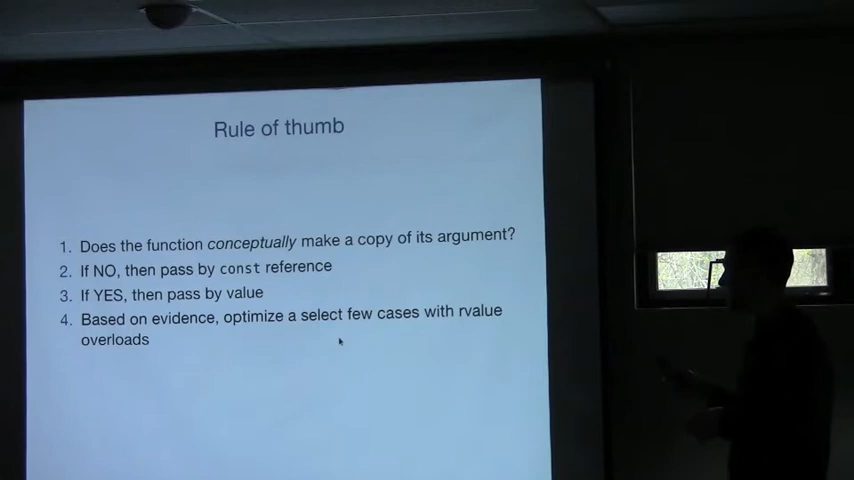 Rule of thumb
1. Does the function conceptually make a copy of its argument?
2. If NO, then pass by const reference
3. If YES, then pass by value
4. Based on evidence, optimize a select few cases with rvalue
overloads